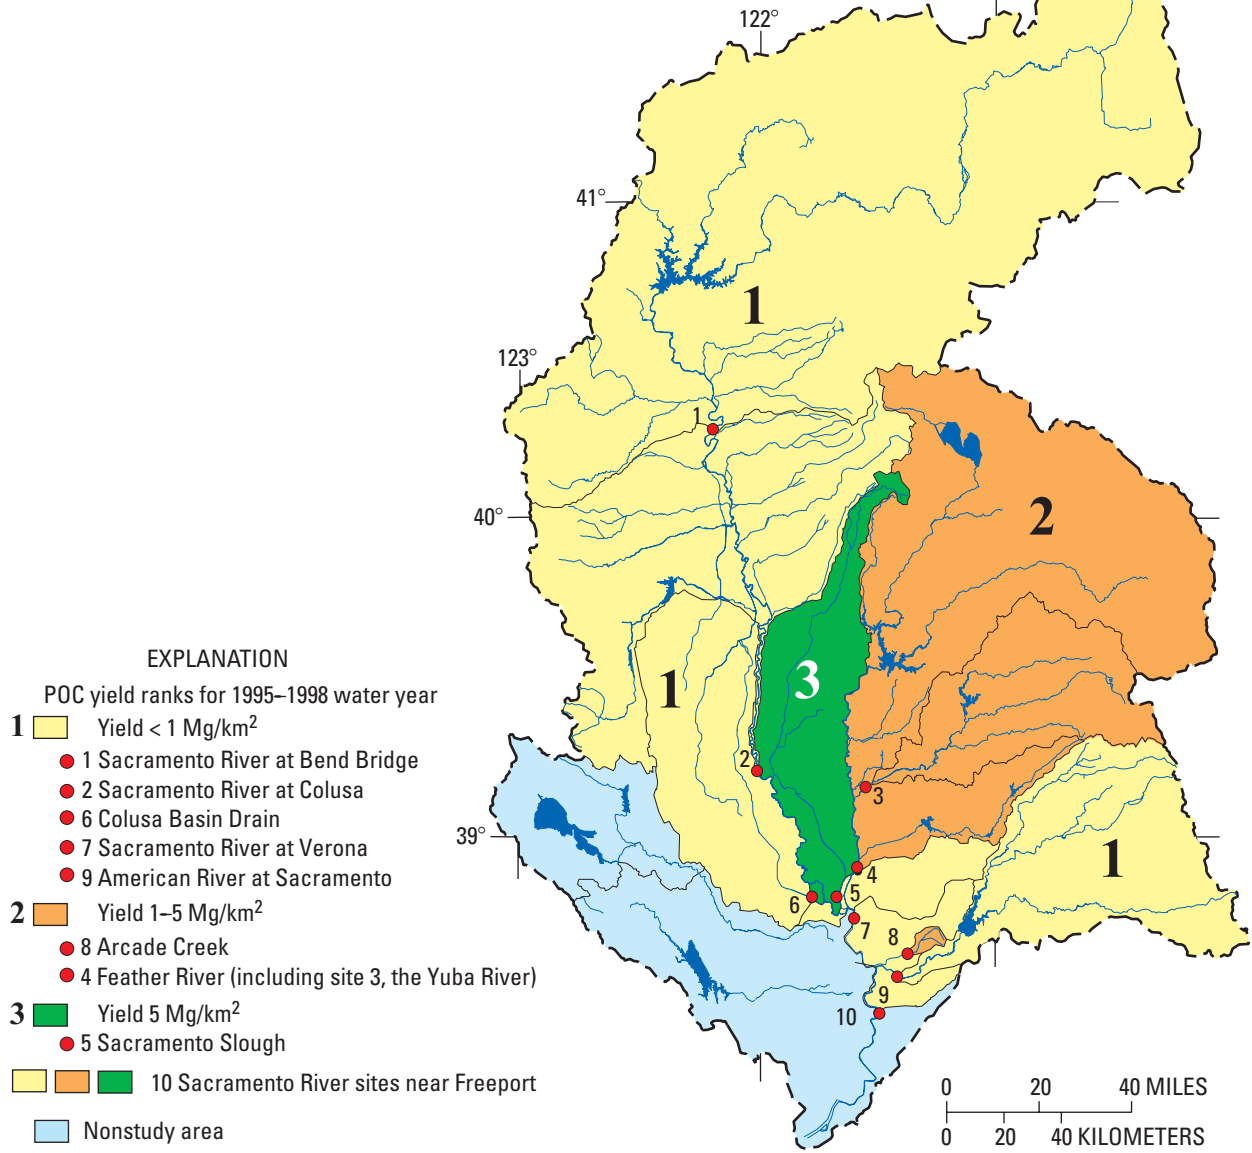 122°
41°
1
123°
1
40°
2
EXPLANATION
POC yield ranks for 1995–1998 water year
1 Yield < 1 Mg/km2
1 Sacramento River at Bend Bridge
2 Sacramento River at Colusa
6 Colusa Basin Drain
7 Sacramento River at Verona
9 American River at Sacramento
2 Yield 1–5 Mg/km2
8 Arcade Creek
4 Feather River (including site 3, the Yuba River)
3 Yield 5 Mg/km2
5 Sacramento Slough
10 Sacramento River sites near Freeport
Nonstudy area
1
3
2
3
39°
1
4
6
5
7
8
9
10
0 20 40 MILES
0 20 40 KILOMETERS